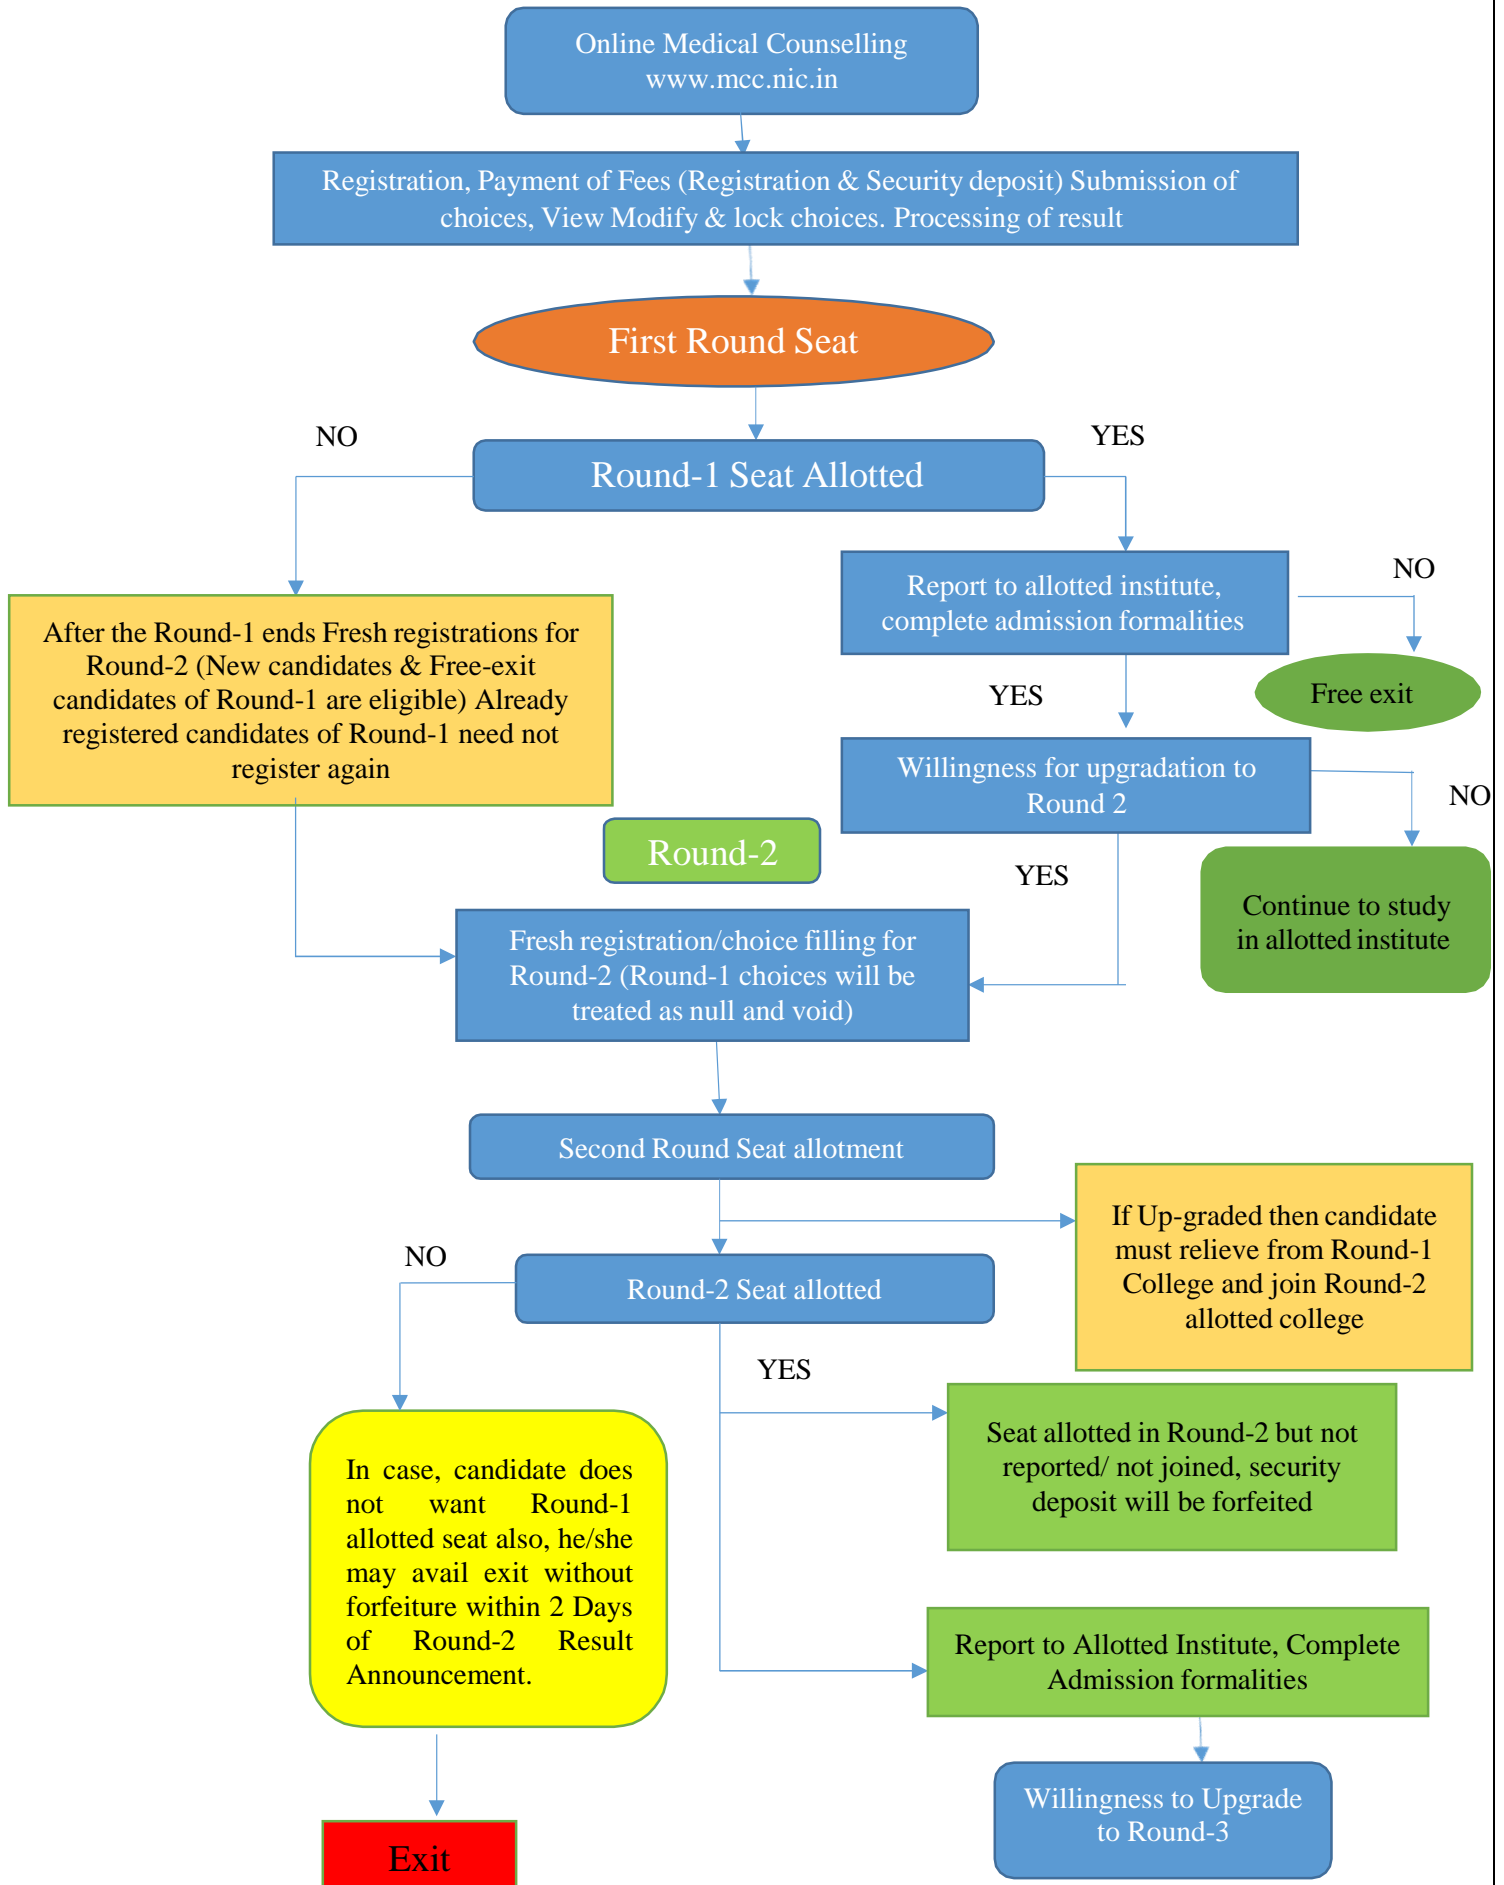 Online Medical Counselling
www.mcc.nic.in
Registration, Payment of Fees (Registration & Security deposit) Submission of
choices, View Modify & lock choices. Processing of result
First Round Seat
NO
YES
Round-1 Seat Allotted
Report to allotted institute,
complete admission formalities
NO
After the Round-1 ends Fresh registrations for
Round-2 (New candidates & Free-exit
candidates of Round-1 are eligible) Already
registered candidates of Round-1 need not
register again
YES
Free exit
Willingness for upgradation to
Round 2
NO
Round-2
YES
Continue to study
in allotted institute
Fresh registration/choice filling for
Round-2 (Round-1 choices will be
treated as null and void)
Second Round Seat allotment
If Up-graded then candidate
must relieve from Round-1
College and join Round-2
allotted college
NO
Round-2 Seat allotted
YES
Seat allotted in Round-2 but not
reported/ not joined, security
deposit will be forfeited
In case, candidate does
not want Round-1
allotted seat also, he/she
may avail exit without
forfeiture within 2 Days
of Round-2 Result
Announcement.
Report to Allotted Institute, Complete
Admission formalities
Willingness to Upgrade
to Round-3
Exit